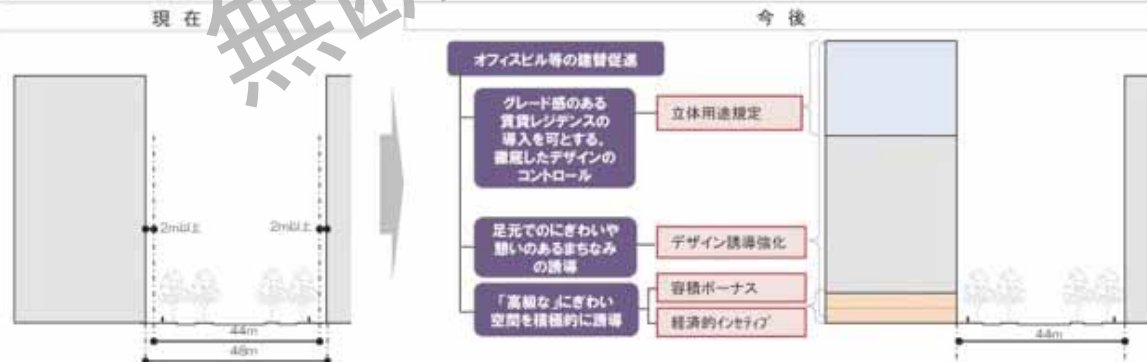 現在
今後
無断
2m以上
2m以上
44m
48m
オフィスビル等の建替促進
グレード感のある
賃貸レジデンスの
導入を可とする。
徹底したデザインの
コントロール
立体用途規定
足元でのにぎわいや
憩いのあるまちなみ
の誘導
デザイン誘導強化
「高級な」にぎわい
空間を積極的に誘導
容積ボーナス
経済的インセティブ
44m